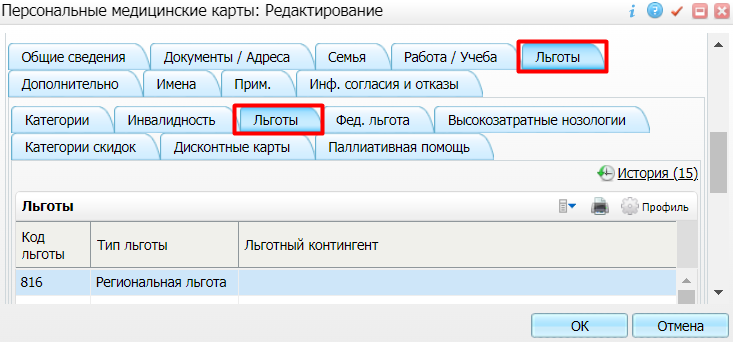 Персональные медицинские карты: Редактирование
Общие сведения Документы / Адреса Семья Работа / Учеба Льготы
Дополнительно Имена Прим. Инф. согласия и отказы
Категории Инвалидность Льготы Фед. льгота Высокозатратные нозологии
Категории скидок Дисконтные карты Паллиативная помощь
История (15)
Льготы Профиль
Код льготы Тип льготы Льготный контингент
816 Региональная льгота
ОК Отмена